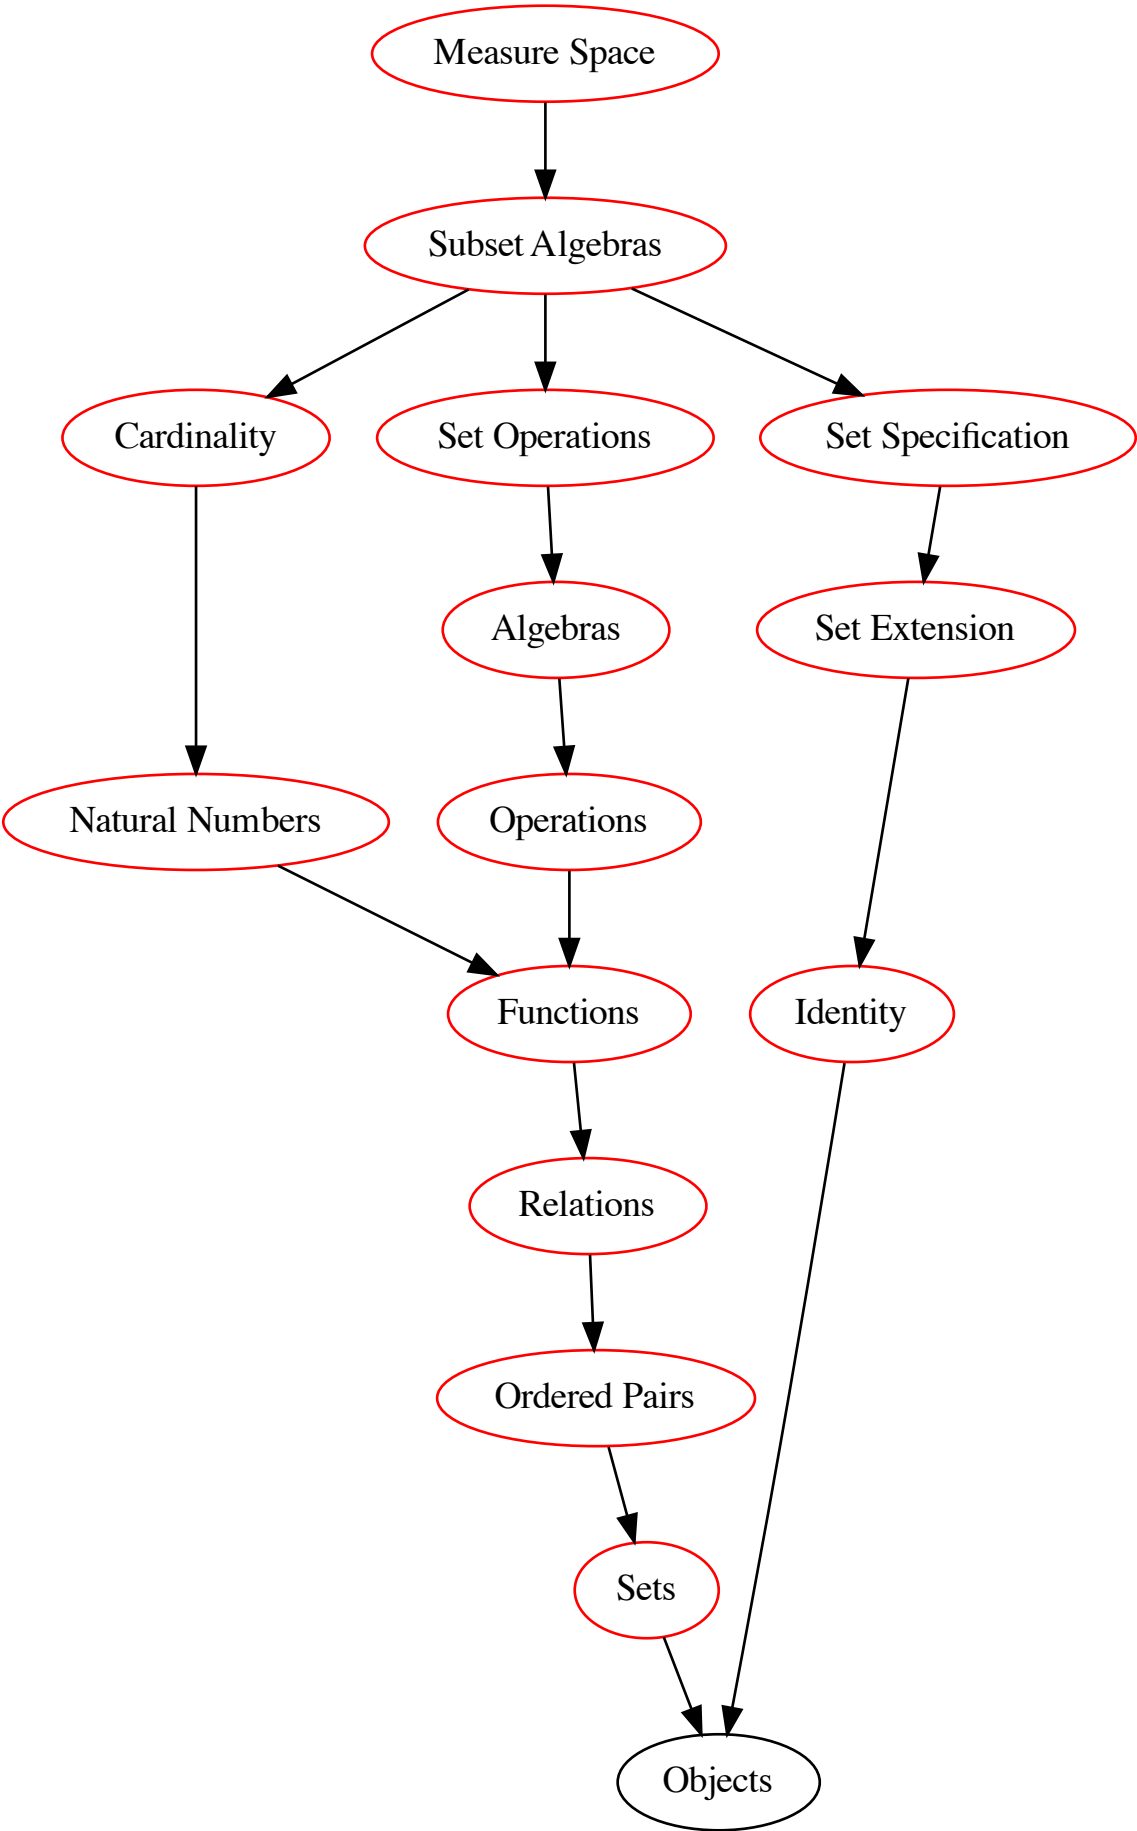 Measure Space
Subset Algebras
Cardinality
Set Operations
Set Specification
Algebras
Set Extension
Natural Numbers
Operations
Functions
Identity
Relations
Ordered Pairs
Sets
Objects